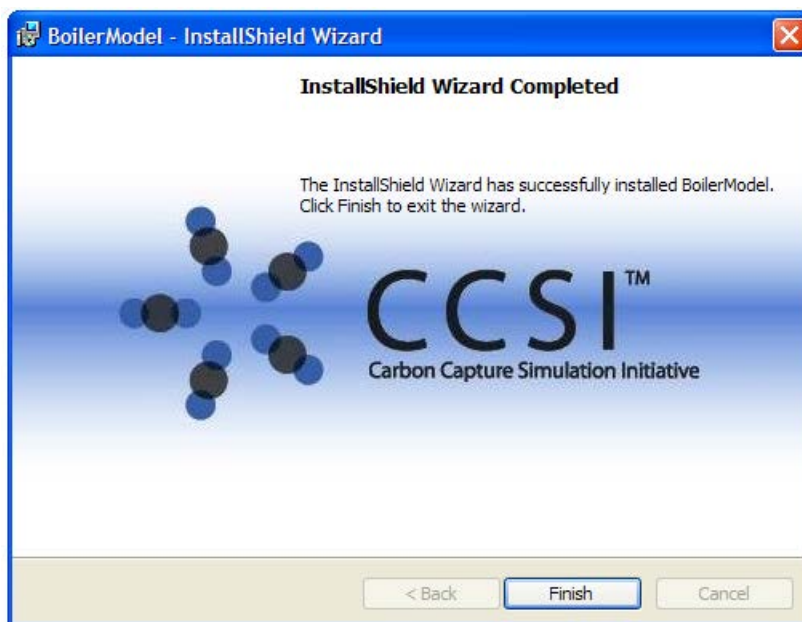 BoilerModel - InstallShield Wizard
InstallShield Wizard Completed
The InstallShield Wizard has successfully installed BoilerModel.
Click Finish to exit the wizard.
CCSI™
Carbon Capture Simulation Initiative
< Back
Finish
Cancel